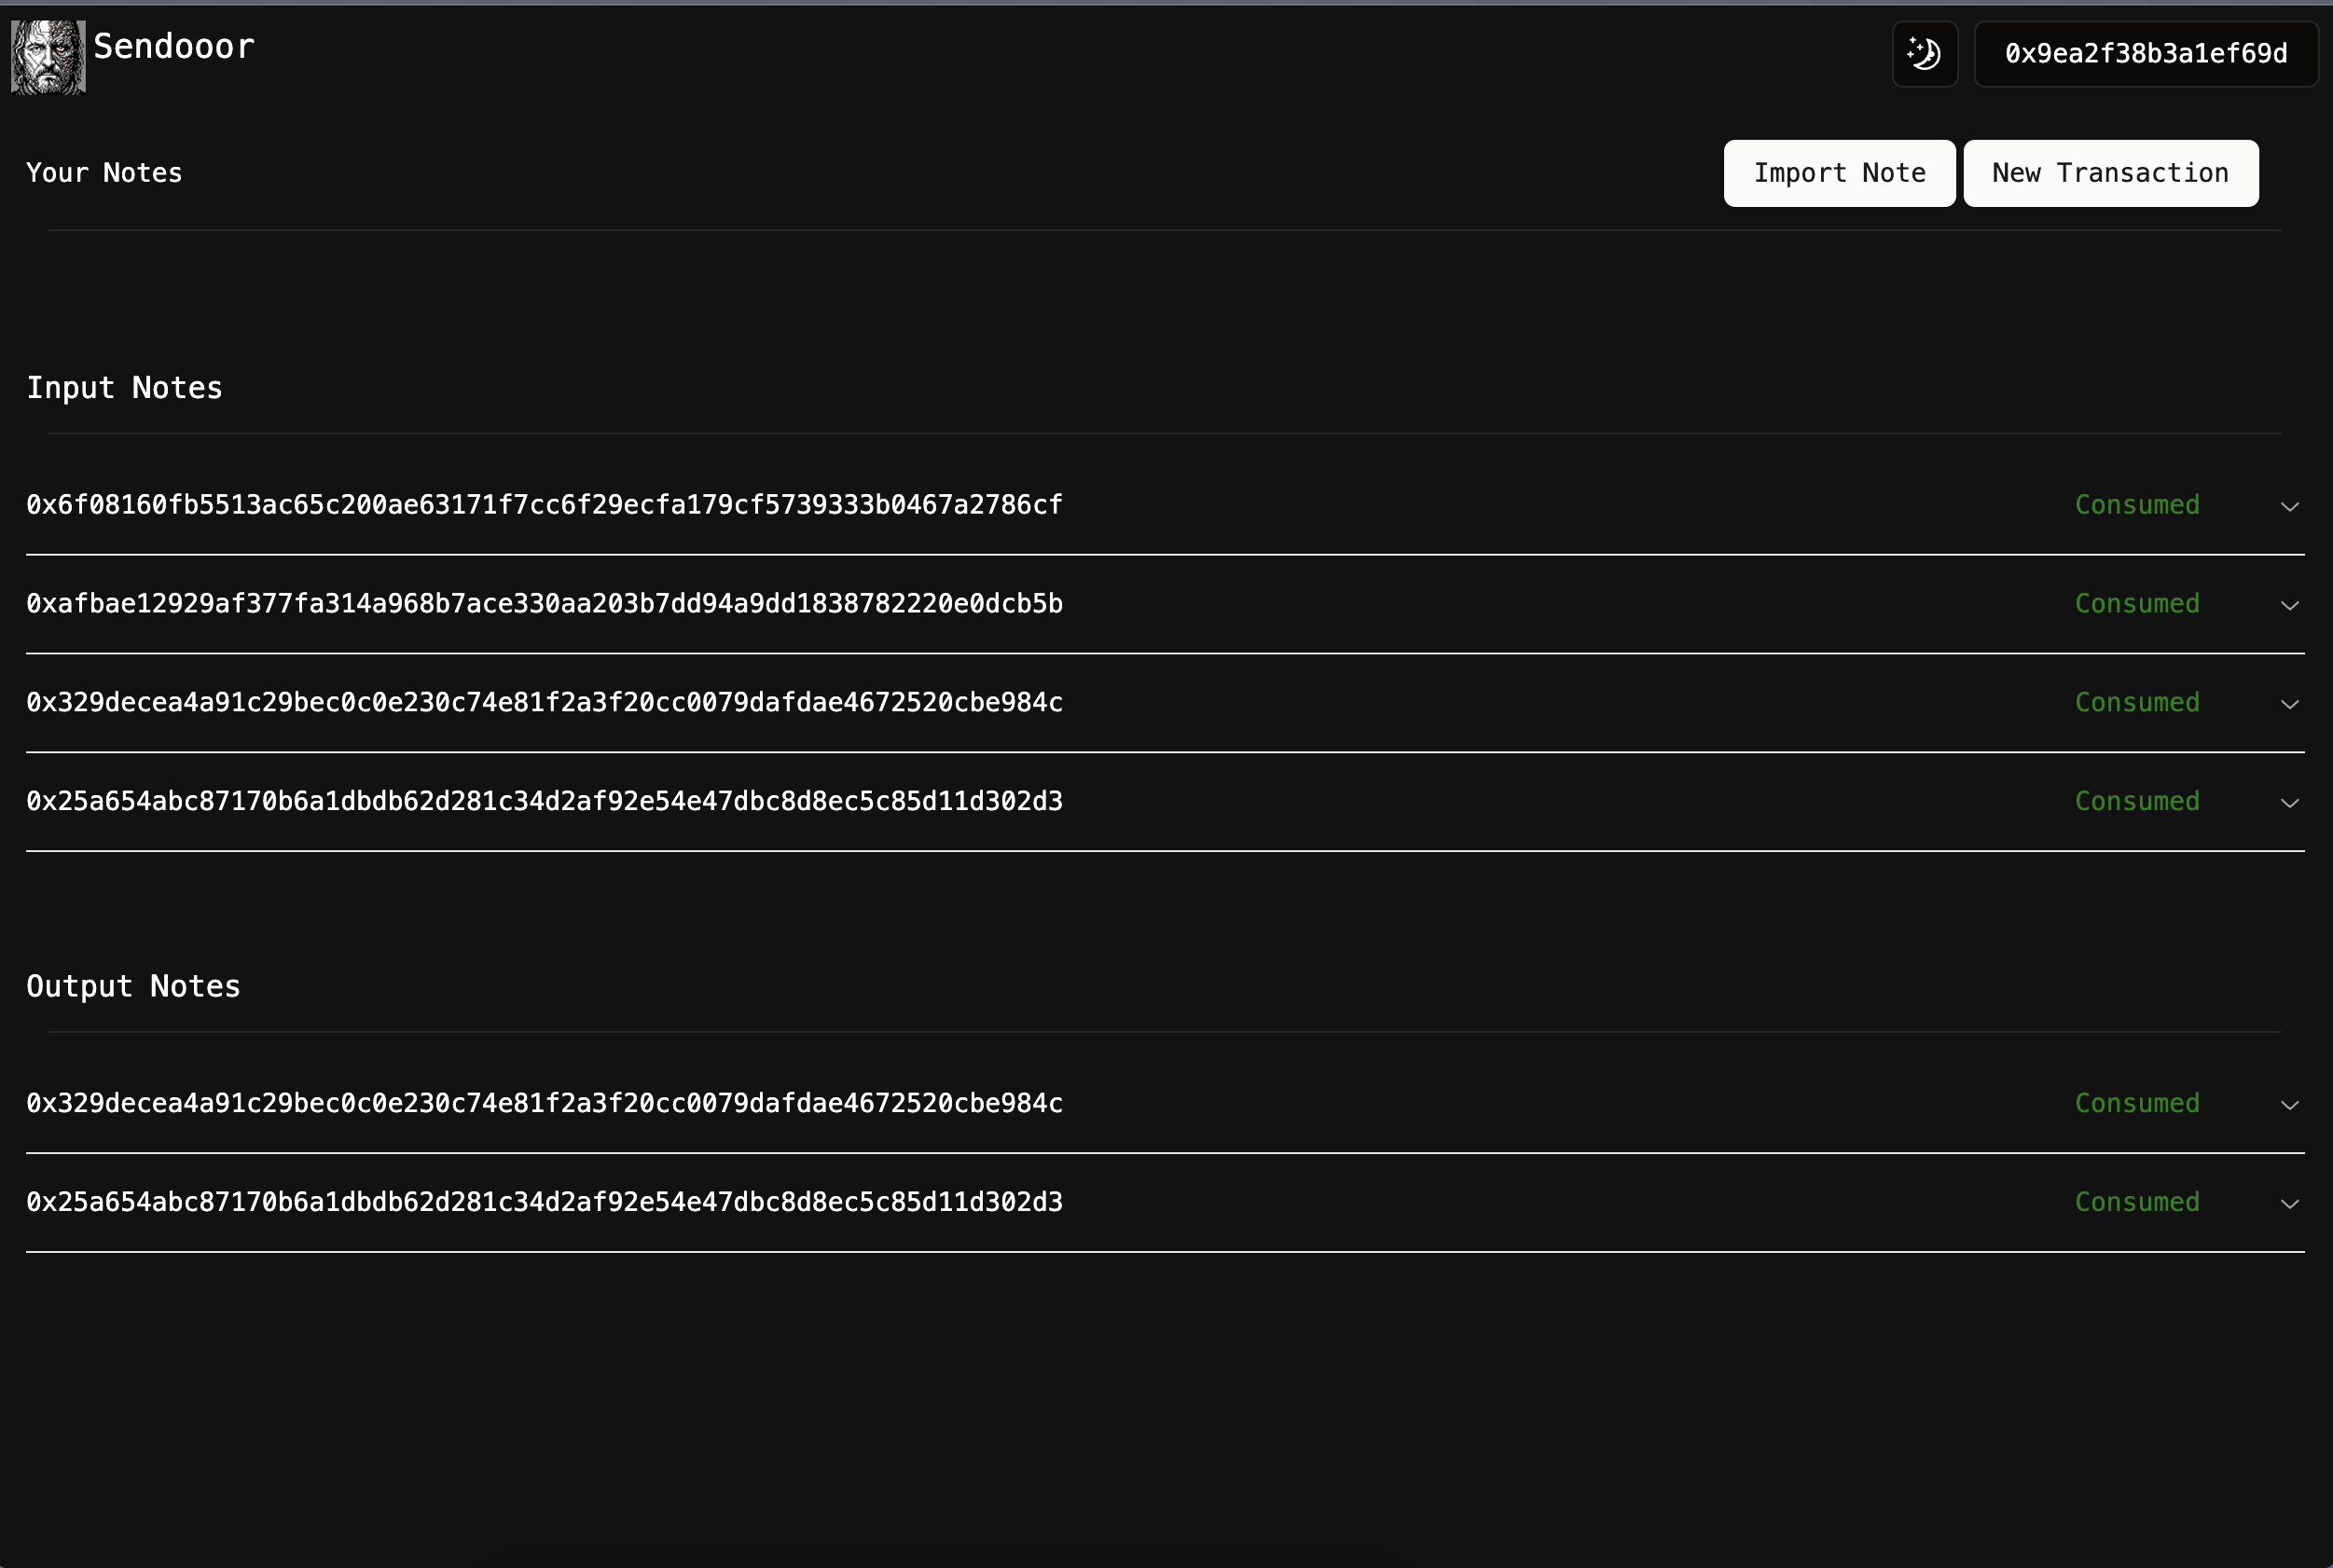 Sendooor
0x9ea2f38b3a1ef69d
Your Notes
Import Note
New Transaction
Input Notes
0x6f08160fb5513ac65c200ae63171f7cc6f29ecfa179cf5739333b0467a2786cf Consumed
0xafbae12929af377fa314a968b7ace330aa203b7dd94a9dd1838782220e0dcb5b Consumed
0x329decea4a91c29bec0c0e230c74e81f2a3f20cc0079dafdae4672520cbe984c Consumed
0x25a654abc87170b6a1dbdb62d281c34d2af92e54e47dbc8d8ec5c85d11d302d3 Consumed
Output Notes
0x329decea4a91c29bec0c0e230c74e81f2a3f20cc0079dafdae4672520cbe984c Consumed
0x25a654abc87170b6a1dbdb62d281c34d2af92e54e47dbc8d8ec5c85d11d302d3 Consumed